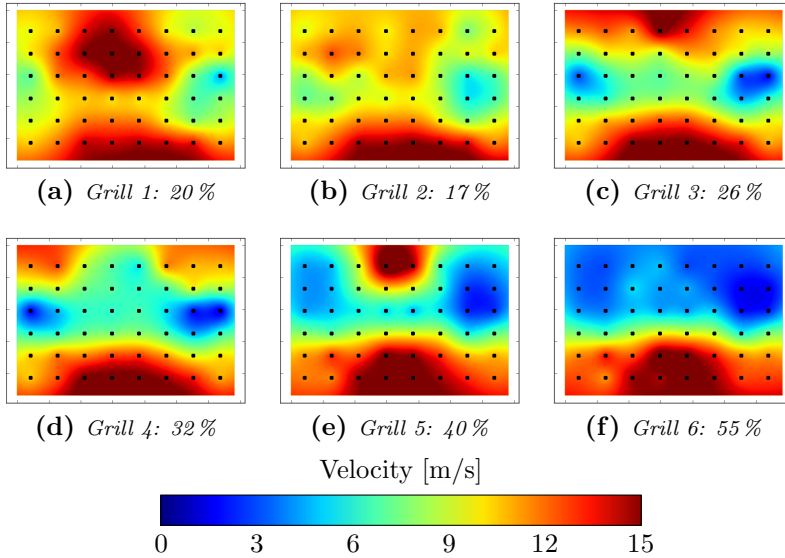 (a) Grill 1: 20 % (b) Grill 2: 17 % (c) Grill 3: 26 %
(d) Grill 4: 32 % (e) Grill 5: 40 % (f) Grill 6: 55 %
Velocity [m/s]
0 3 6 9 12 15